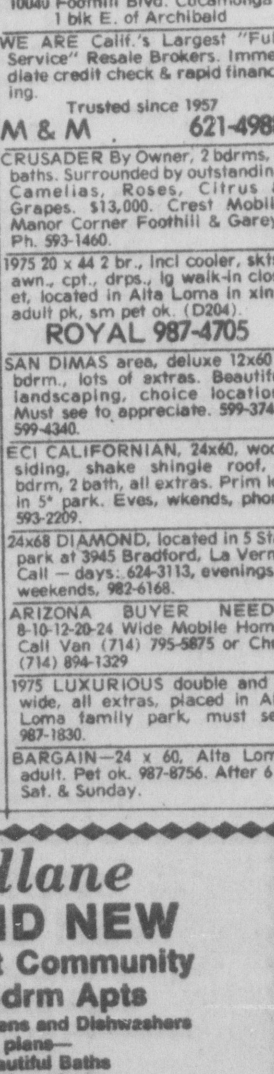 10040 Foothill Blvd. Cucamonga
1 blk E. of Archibald
WE ARE Calif.'s Largest "Ful
Service" Resale Brokers. Imme
diate credit check & rapid financ
ing.
Trusted since 1957
M & M . 621-498
CRUSADER By Owner, 2 bdrms,
baths. Surrounded by outstandin
Camelias, Roses, Citrus
Grapes. $13,000. Crest Mobil
Manor Corner Foothill & Garey
Ph. 593-1460.
1975 20 x 44 2 br., Incl cooler, skt
awn., cpt., drps., lg walk-in clo
et, located in Alta Loma in xln
adult pk, sm pet ok. (D204).
ROYAL 987-4705
SAN DIMAS area, deluxe 12x60
bdrm., lots of extras. Beautif
landscaping, choice locatio
Must see to appreciate. 599-374
599-4340.
ECI CALIFORNIAN, 24x60, woo
siding, shake shingle roof,
bdrm, 2 bath, all extras. Prim l
in 5* park. Eves, wkends, pho
593-2209.
24x68 DIAMOND, located in 5 St
park at 3945 Bradford, La Vern
Call — days: 624-3113, evenings
weekends, 982-6168.
ARIZONA BUYER NEED
8-10-12-20-24 Wide Mobile Hom
Call Van (714) 795-5875 or Ch
(714) 894-1329
1975 LUXURIOUS double and
wide, all extras, placed in Al
Loma family park, must se
987-1830.
BARGAIN—24 x 60, Alta Lom
adult. Pet ok. 987-8756. After 6
Sat. & Sunday.
llane
ND NEW
t Community
drm Apts
ens and Dishwashers
plans—
autiful Baths